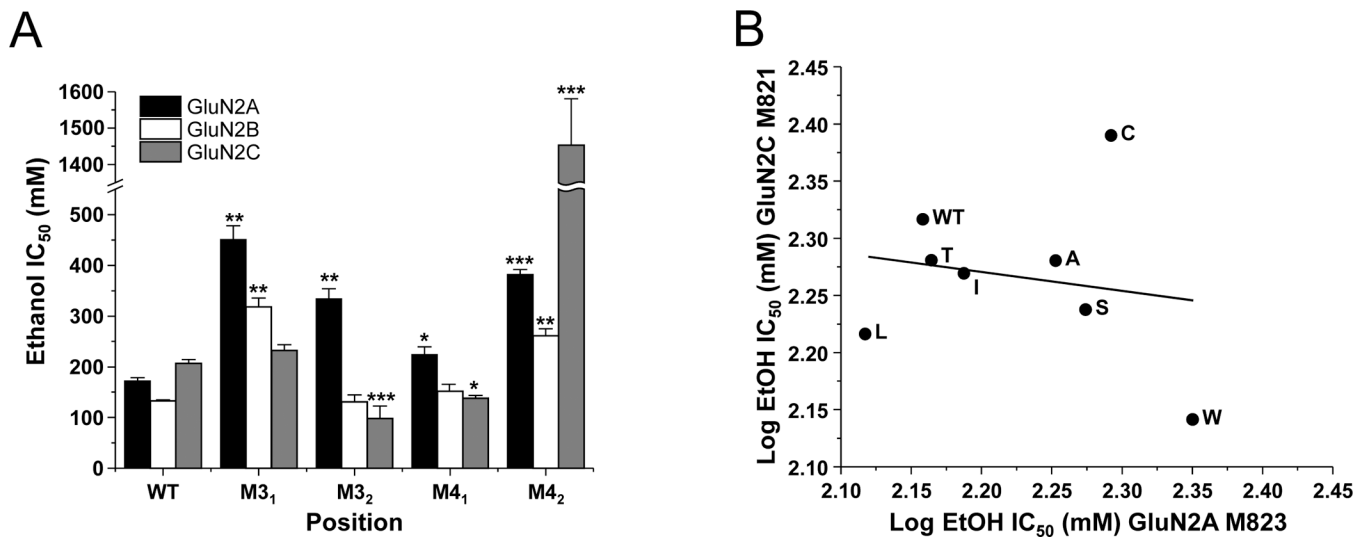 A
Ethanol IC50 (mM)
1600
1550
1500
1450
1400
500
400
300
200
100
0
GluN2A
GluN2B
GluN2C
**
**
**
***
*
*
***
**
***
WT
M31
M32
M41
M42
Position
B
Log EtOH IC50 (mM) GluN2C M821
2.45
2.40
2.35
2.30
2.25
2.20
2.15
2.10
C
WT
T
A
I
S
L
W
2.10
2.15
2.20
2.25
2.30
2.35
2.40
2.45
Log EtOH IC50 (mM) GluN2A M823